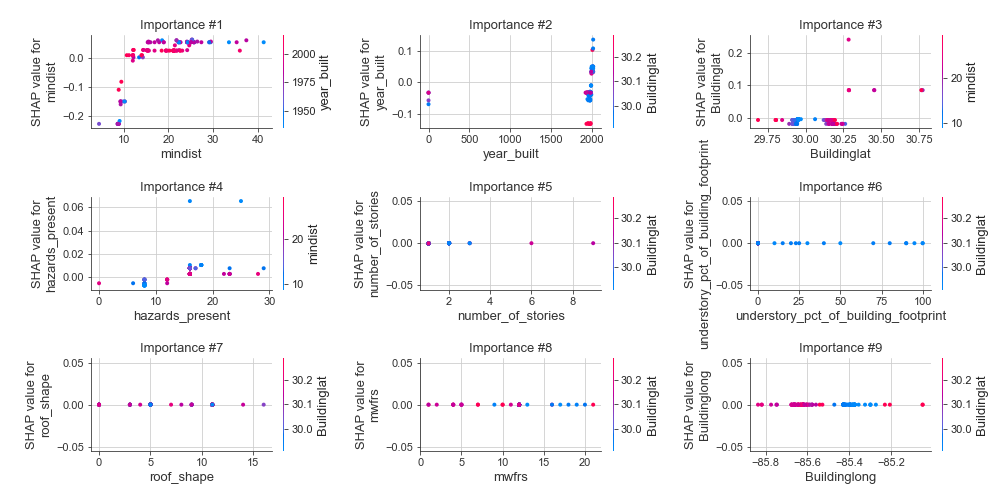 Importance #1
SHAP value for
mindist
0.0
−0.2
10
20
30
40
mindist
2000
1975
1950
year_built
Importance #2
SHAP value for
year_built
0.1
0.0
−0.1
0
500
1000
1500
2000
year_built
30.2
30.1
30.0
Buildinglat
Importance #3
SHAP value for
Buildinglat
0.2
0.1
0.0
29.75
30.00
30.25
30.50
30.75
Buildinglat
20
10
mindist
Importance #4
SHAP value for
hazards_present
0.06
0.04
0.02
0.00
0
10
20
30
hazards_present
20
10
mindist
Importance #5
SHAP value for
number_of_stories
0.05
0.00
−0.05
2
4
6
8
number_of_stories
30.2
30.1
30.0
Buildinglat
Importance #6
SHAP value for
understory_pct_of_building_footprint
0.05
0.00
−0.05
0
25
50
75
100
understory_pct_of_building_footprint
30.2
30.1
30.0
Buildinglat
Importance #7
SHAP value for
roof_shape
0.05
0.00
−0.05
0
5
10
15
roof_shape
30.2
30.1
30.0
Buildinglat
Importance #8
SHAP value for
mwfrs
0.05
0.00
−0.05
0
5
10
15
20
mwfrs
30.2
30.1
30.0
Buildinglat
Importance #9
SHAP value for
Buildinglong
0.05
0.00
−0.05
−85.8
−85.6
−85.4
−85.2
Buildinglong
30.2
30.1
30.0
Buildinglat